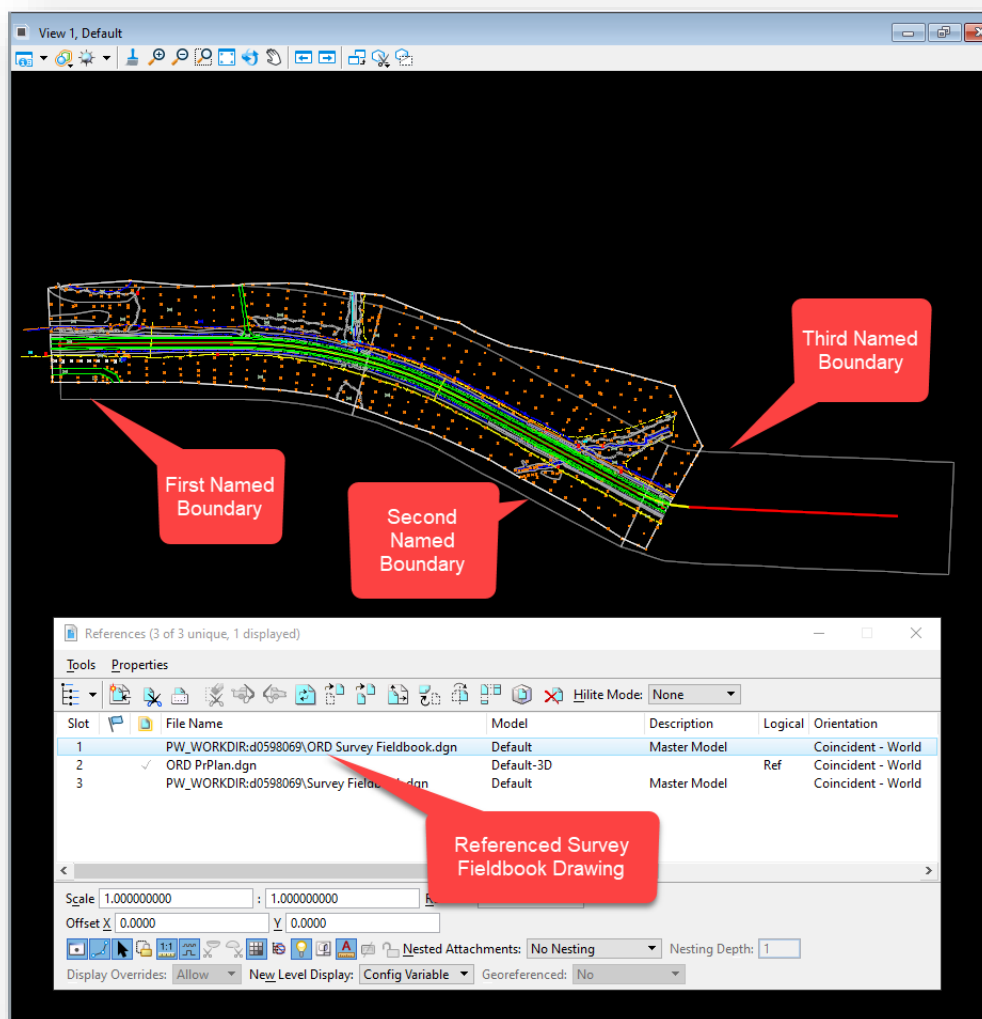 View 1, Default
Third Named
Boundary
First Named
Boundary
Second
Named
Boundary
References (3 of 3 unique, 1 displayed)
Tools Properties
Hilite Mode: None
Slot File Name Model Description Logical Orientation
1 PW_WORKDIR:d0598069\ORD Survey Fieldbook.dgn Default Master Model Coincident - World
2 ORD PrPlan.dgn Default-3D Ref Coincident - World
3 PW_WORKDIR:d0598069\Survey Default Master Model Coincident - World
Referenced Survey
Fieldbook Drawing
Scale 1.000000000 : 1.000000000
Offset X 0.0000 Y 0.0000
1:1 A Nested Attachments: No Nesting Nesting Depth: 1
Display Overrides: Allow New Level Display: Config Variable Georeferenced: No